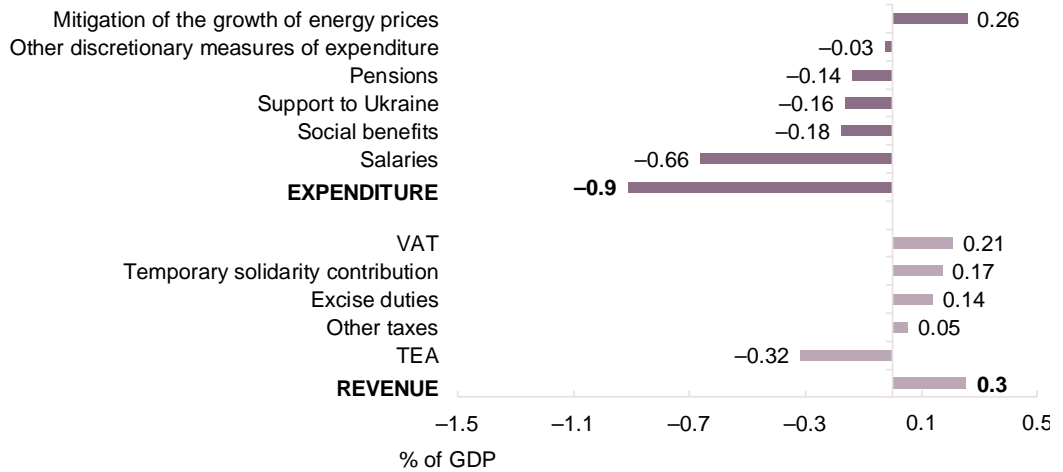 Mitigation of the growth of energy prices 0.26
Other discretionary measures of expenditure –0.03
Pensions –0.14
Support to Ukraine –0.16
Social benefits –0.18
Salaries –0.66
EXPENDITURE –0.9
VAT 0.21
Temporary solidarity contribution 0.17
Excise duties 0.14
Other taxes 0.05
TEA –0.32
REVENUE 0.3
–1.5 –1.1 –0.7 –0.3 0.1 0.5
% of GDP